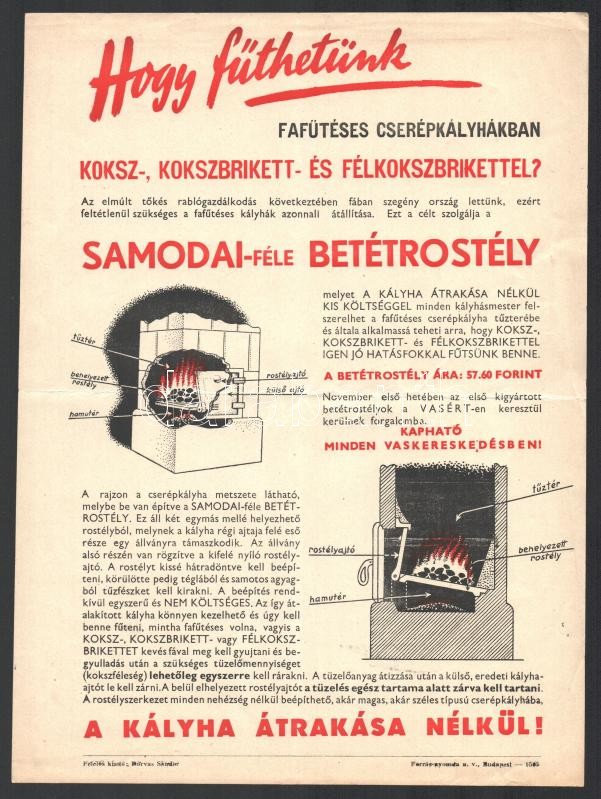 Hogy fűthetünk
FAFŰTÉSES CSERÉPKÁLYHÁKBAN
KOKSZ-, KOKSZBRIKETT- ÉS FÉLKOKSZBRIKETTEL?
Az elmúlt tőkés rablógazdálkodás következtében fában szegény ország lettünk, ezért
feltétlenül szükséges a fafűtéses kályhák azonnali átállítása. Ezt a célt szolgálja a
SAMODAI-FÉLE BETÉTROSTÉLY
melyet A KÁLYHA ÁTRAKÁSA NÉLKÜL
KIS KÖLTSÉGGEL minden kályhásmester fel-
szerelhet a fafűtéses cserépkályha tűzterébe
és általa alkalmassá teheti arra, hogy KOKSZ-,
KOKSZBRIKETT- és FÉLKOKSZBRIKETTEL
IGEN JÓ HATÁSFOKKAL FŰTSÜNK BENNE.
A BETÉTROSTÉLY ÁRA: 57.60 FORINT
November első hetében az első kigyártott
betétrostélyok a VASÉRT-en keresztül
kerülnek forgalomba.
KAPHATÓ
MINDEN VASKERESKEDÉSBEN!
tűztér
behelyezett
rostély
hamutér
rostély-ajtó
külső ajtó
A rajzon a cserépkályha metszete látható,
melybe be van építve a SAMODAI-féle BETÉT-
ROSTÉLY. Ez áll két egymás mellé helyezhető
rostélyból, melynek a kályha régi ajtaja felé eső
része egy állványra támaszkodik. Az állvány
alsó részén van rögzítve a kifelé nyíló rostély-
ajtó. A rostélyt kissé hátradöntve kell beépí-
teni, körülötte pedig téglából és samotos agyag-
ból tűzfészket kell kirakni. A beépítés rend-
kívül egyszerű és NEM KÖLTSÉGES. Az így át-
alakított kályha könnyen kezelhető és úgy kell
benne fűteni, mintha fafűtéses volna, vagyis a
KOKSZ-, KOKSZBRIKETT- vagy FÉLKOKSZ-
BRIKETTET kevés fával meg kell gyujtani és be-
gyulladás után a szükséges tüzelőmennyiséget
(kokszféleség) lehetőleg egyszerre kell rárakni. A tüzelőanyag átizzása után a külső, eredeti kályha-
ajtót le kell zárni. A belül elhelyezett rostélyajtót a tüzelés egész tartama alatt zárva kell tartani.
A rostélyszerkezet minden nehézség nélkül beépíthető, akár magas, akár széles típusú cserépkályhába,
tűztér
rostélyajtó
behelyezett
rostély
hamutér
A KÁLYHA ÁTRAKÁSA NÉLKÜL!
Felelős kiadó: Sándor
Forrás-nyomda n. v., Budapest —